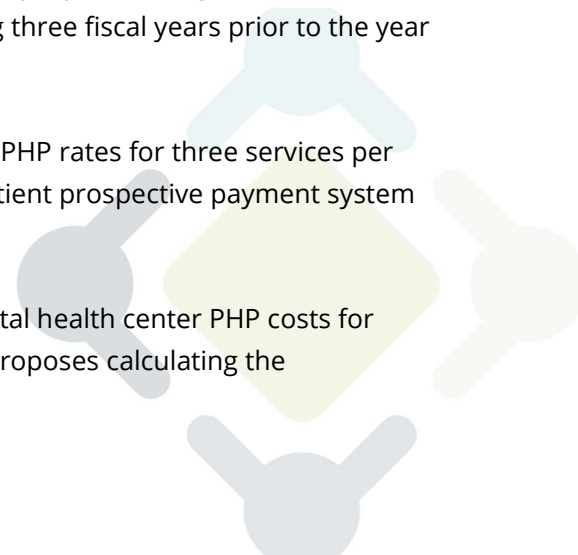 three fiscal years prior to the year
PHP rates for three services per
tient prospective payment system
tal health center PHP costs for
roposes calculating the